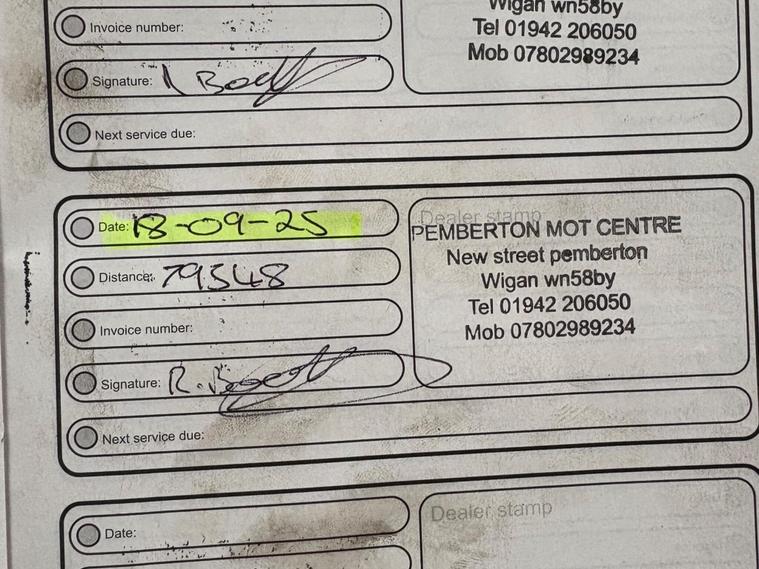 Wigan wn58by
Invoice number:
Tel 01942 206050
Mob 07802989234
Signature:
Next service due:
Date: 18-09-25
Dealer stamp
PEMBERTON MOT CENTRE
New street pemberton
Wigan wn58by
Tel 01942 206050
Mob 07802989234
Distance: 79548
Invoice number:
Signature: R.
Next service due:
Date:
Dealer stamp